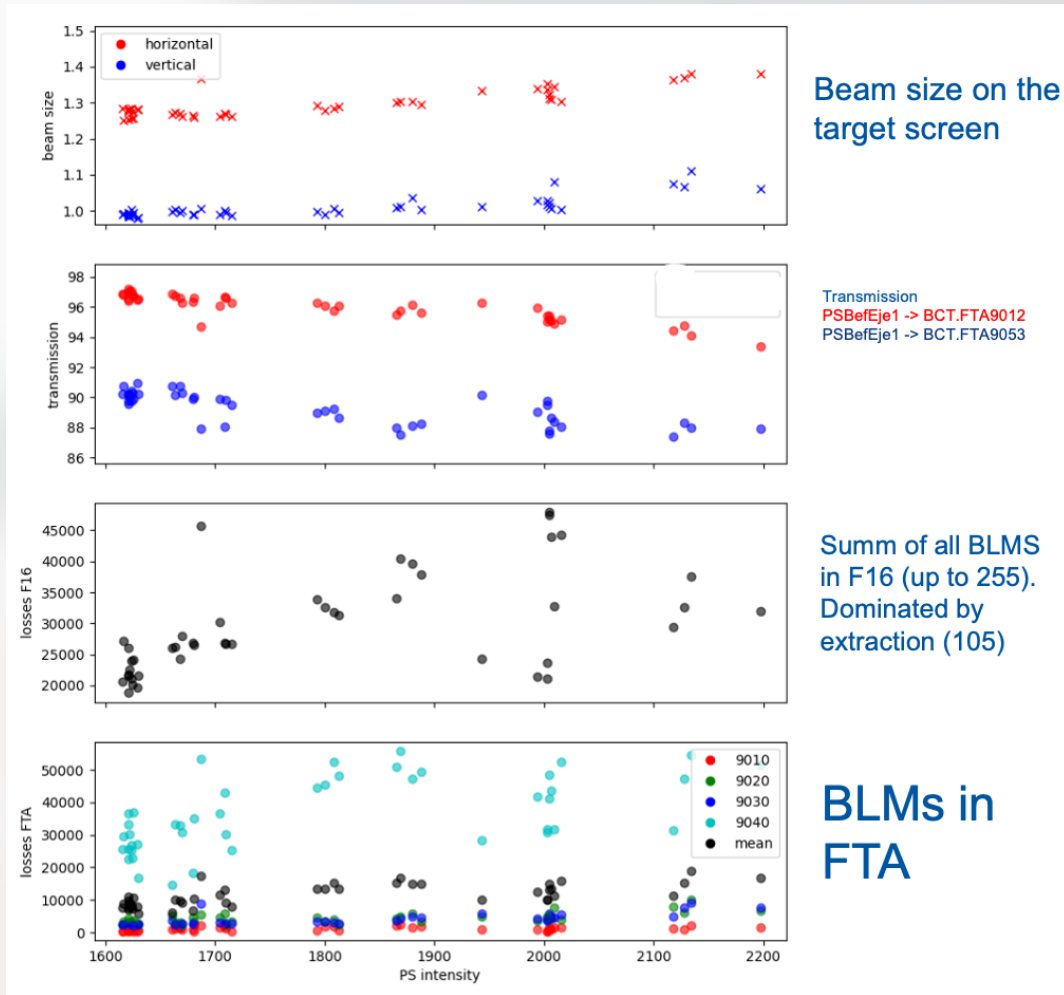 1.5
1.4
1.3
1.2
1.1
1.0
beam size
horizontal
vertical
Beam size on the
target screen
98
96
94
92
90
88
86
transmission
Transmission
PSBefEje1 -> BCT.FTA9012
PSBefEje1 -> BCT.FTA9053
45000
40000
35000
30000
25000
20000
losses F16
Summ of all BLMS
in F16 (up to 255).
Dominated by
extraction (105)
50000
40000
30000
20000
10000
0
losses FTA
9010
9020
9030
9040
mean
BLMs in
FTA
1600 1700 1800 1900 2000 2100 2200
PS intensity